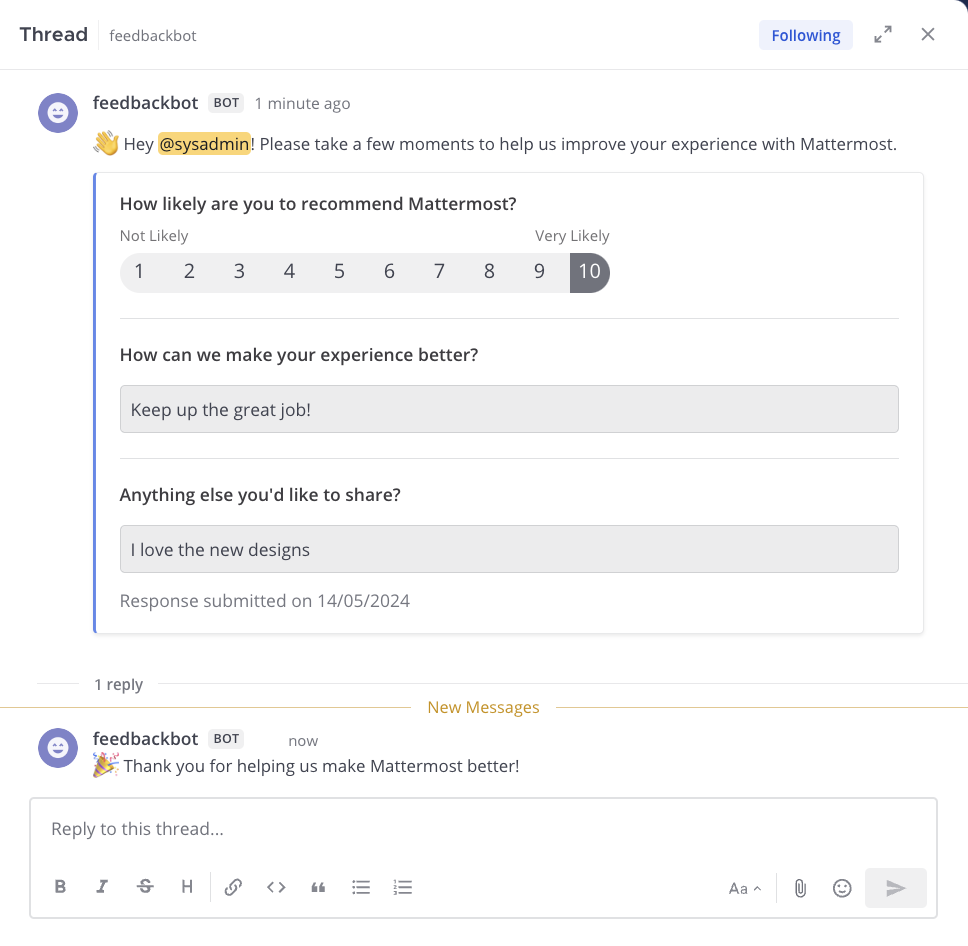 Thread feedbackbot Following
feedbackbot BOT 1 minute ago
👋 Hey @sysadmin! Please take a few moments to help us improve your experience with Mattermost.
How likely are you to recommend Mattermost?
Not Likely Very Likely
1 2 3 4 5 6 7 8 9 10
How can we make your experience better?
Keep up the great job!
Anything else you'd like to share?
I love the new designs
Response submitted on 14/05/2024
1 reply
New Messages
feedbackbot BOT now
🎉 Thank you for helping us make Mattermost better!
Reply to this thread...
B I S H Aa